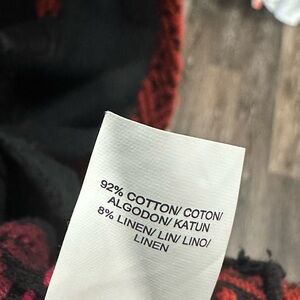 92% COTTON/ COTON/
ALGODON/ KATUN
8% LINEN/ LIN/ LINO/
LINEN